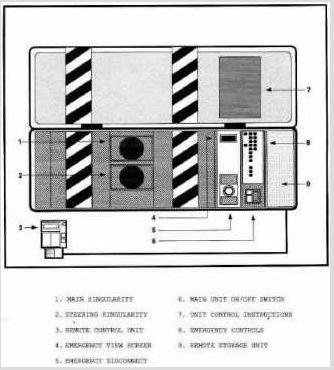 1
2
3
4
5
6
7
8
9
1. MAIN SINGULARITY
2. STEERING SINGULARITY
3. REMOTE CONTROL UNIT
4. EMERGENCY VIEW SCREEN
5. EMERGENCY DISCONNECT
6. MAIN UNIT ON/OFF SWITCH
7. UNIT CONTROL INSTRUCTIONS
8. EMERGENCY CONTROLS
9. REMOTE STORAGE UNIT